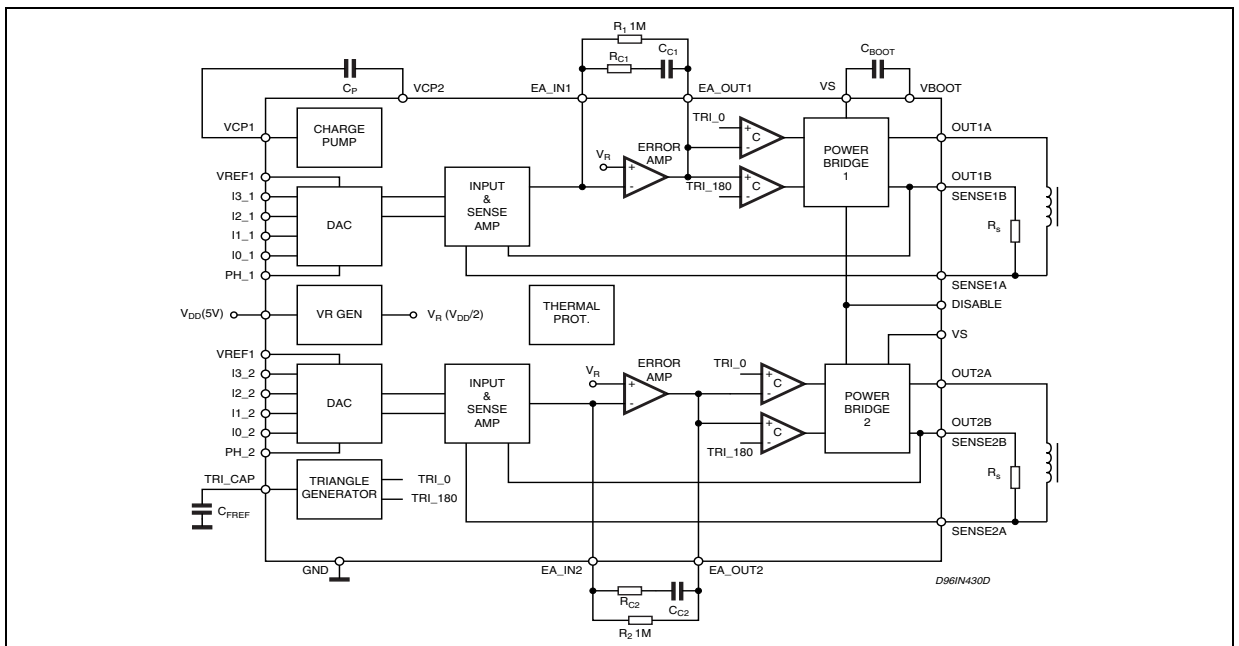 R1 1M
RC1
CC1
CBOOT
CP
VCP2
EA_IN1
EA_OUT1
VS
VBOOT
VCP1
CHARGE
PUMP
TRI_0
+
-
C
OUT1A
VREF1
I3_1
I2_1
I1_1
I0_1
PH_1
DAC
INPUT
&
SENSE
AMP
VR
ERROR
AMP
+
-
TRI_180
+
-
C
POWER
BRIDGE
1
OUT1B
SENSE1B
Rs
SENSE1A
VDD(5V)
VR GEN
VR (VDD/2)
THERMAL
PROT.
DISABLE
VS
VREF1
I3_2
I2_2
I1_2
I0_2
PH_2
DAC
INPUT
&
SENSE
AMP
VR
ERROR
AMP
+
-
TRI_0
+
-
C
TRI_180
+
-
C
POWER
BRIDGE
2
OUT2A
OUT2B
SENSE2B
Rs
SENSE2A
TRI_CAP
TRIANGLE
GENERATOR
TRI_0
TRI_180
CFREF
GND
EA_IN2
EA_OUT2
RC2
CC2
R2 1M
D96IN430D